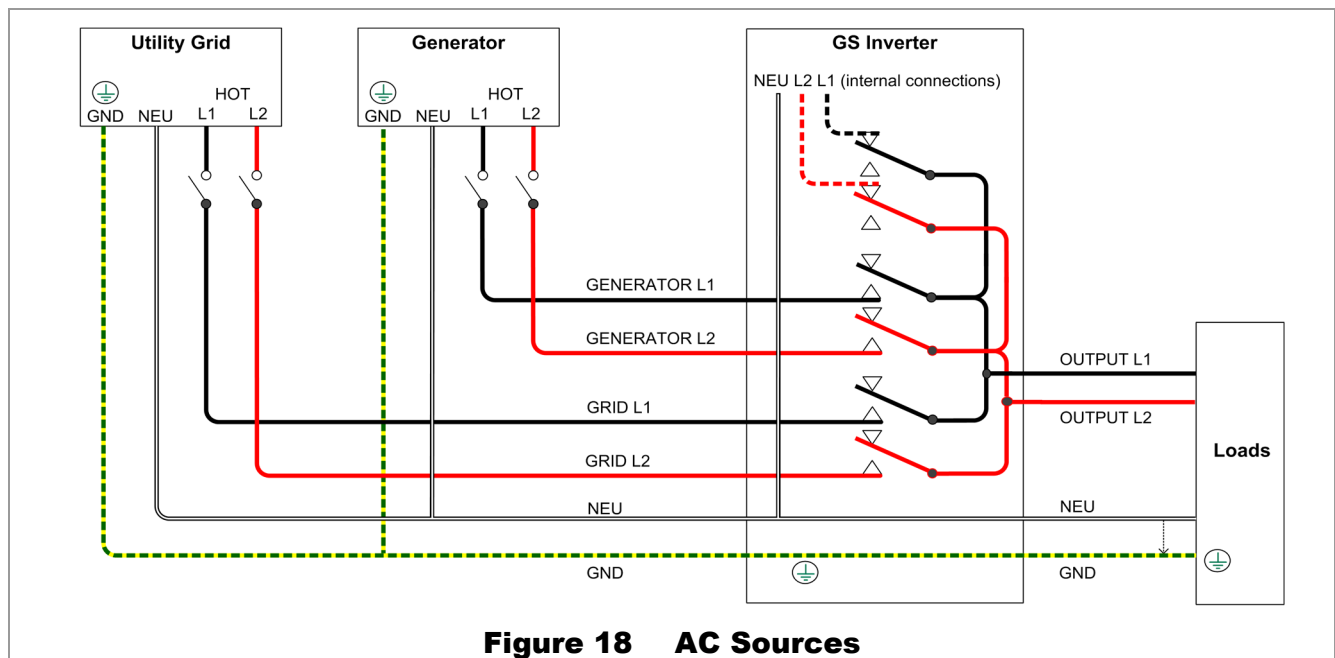 Utility Grid
HOT
GND NEU L1 L2
Generator
HOT
GND NEU L1 L2
GS Inverter
NEU L2 L1 (internal connections)
GENERATOR L1
GENERATOR L2
GRID L1
GRID L2
NEU
GND
OUTPUT L1
OUTPUT L2
NEU
GND
Loads
Figure 18 AC Sources